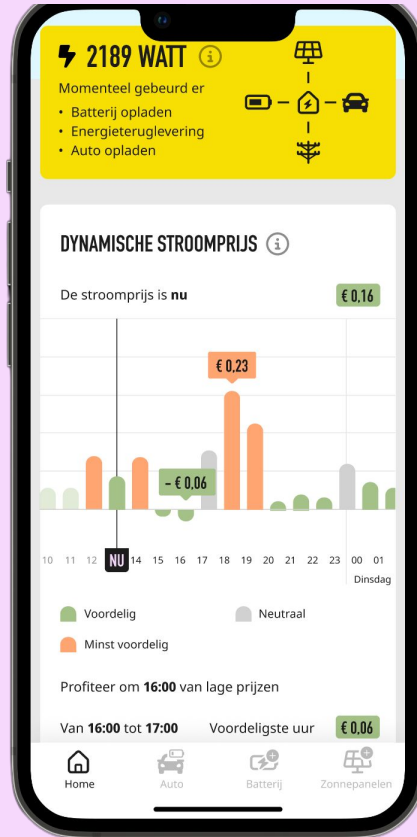 2189 WATT
Momenteel gebeurd er
• Batterij opladen
• Energieteruglevering
• Auto opladen
DYNAMISCHE STROOMPRIJS
De stroomprijs is nu € 0,16
€ 0,23
- € 0,06
10 11 12 NU 14 15 16 17 18 19 20 21 22 23 00 01
Dinsdag
Voordelig Neutraal
Minst voordelig
Profiteer om 16:00 van lage prijzen
Van 16:00 tot 17:00 Voordeligste uur € 0,06
Home Auto Batterij Zonnepanelen